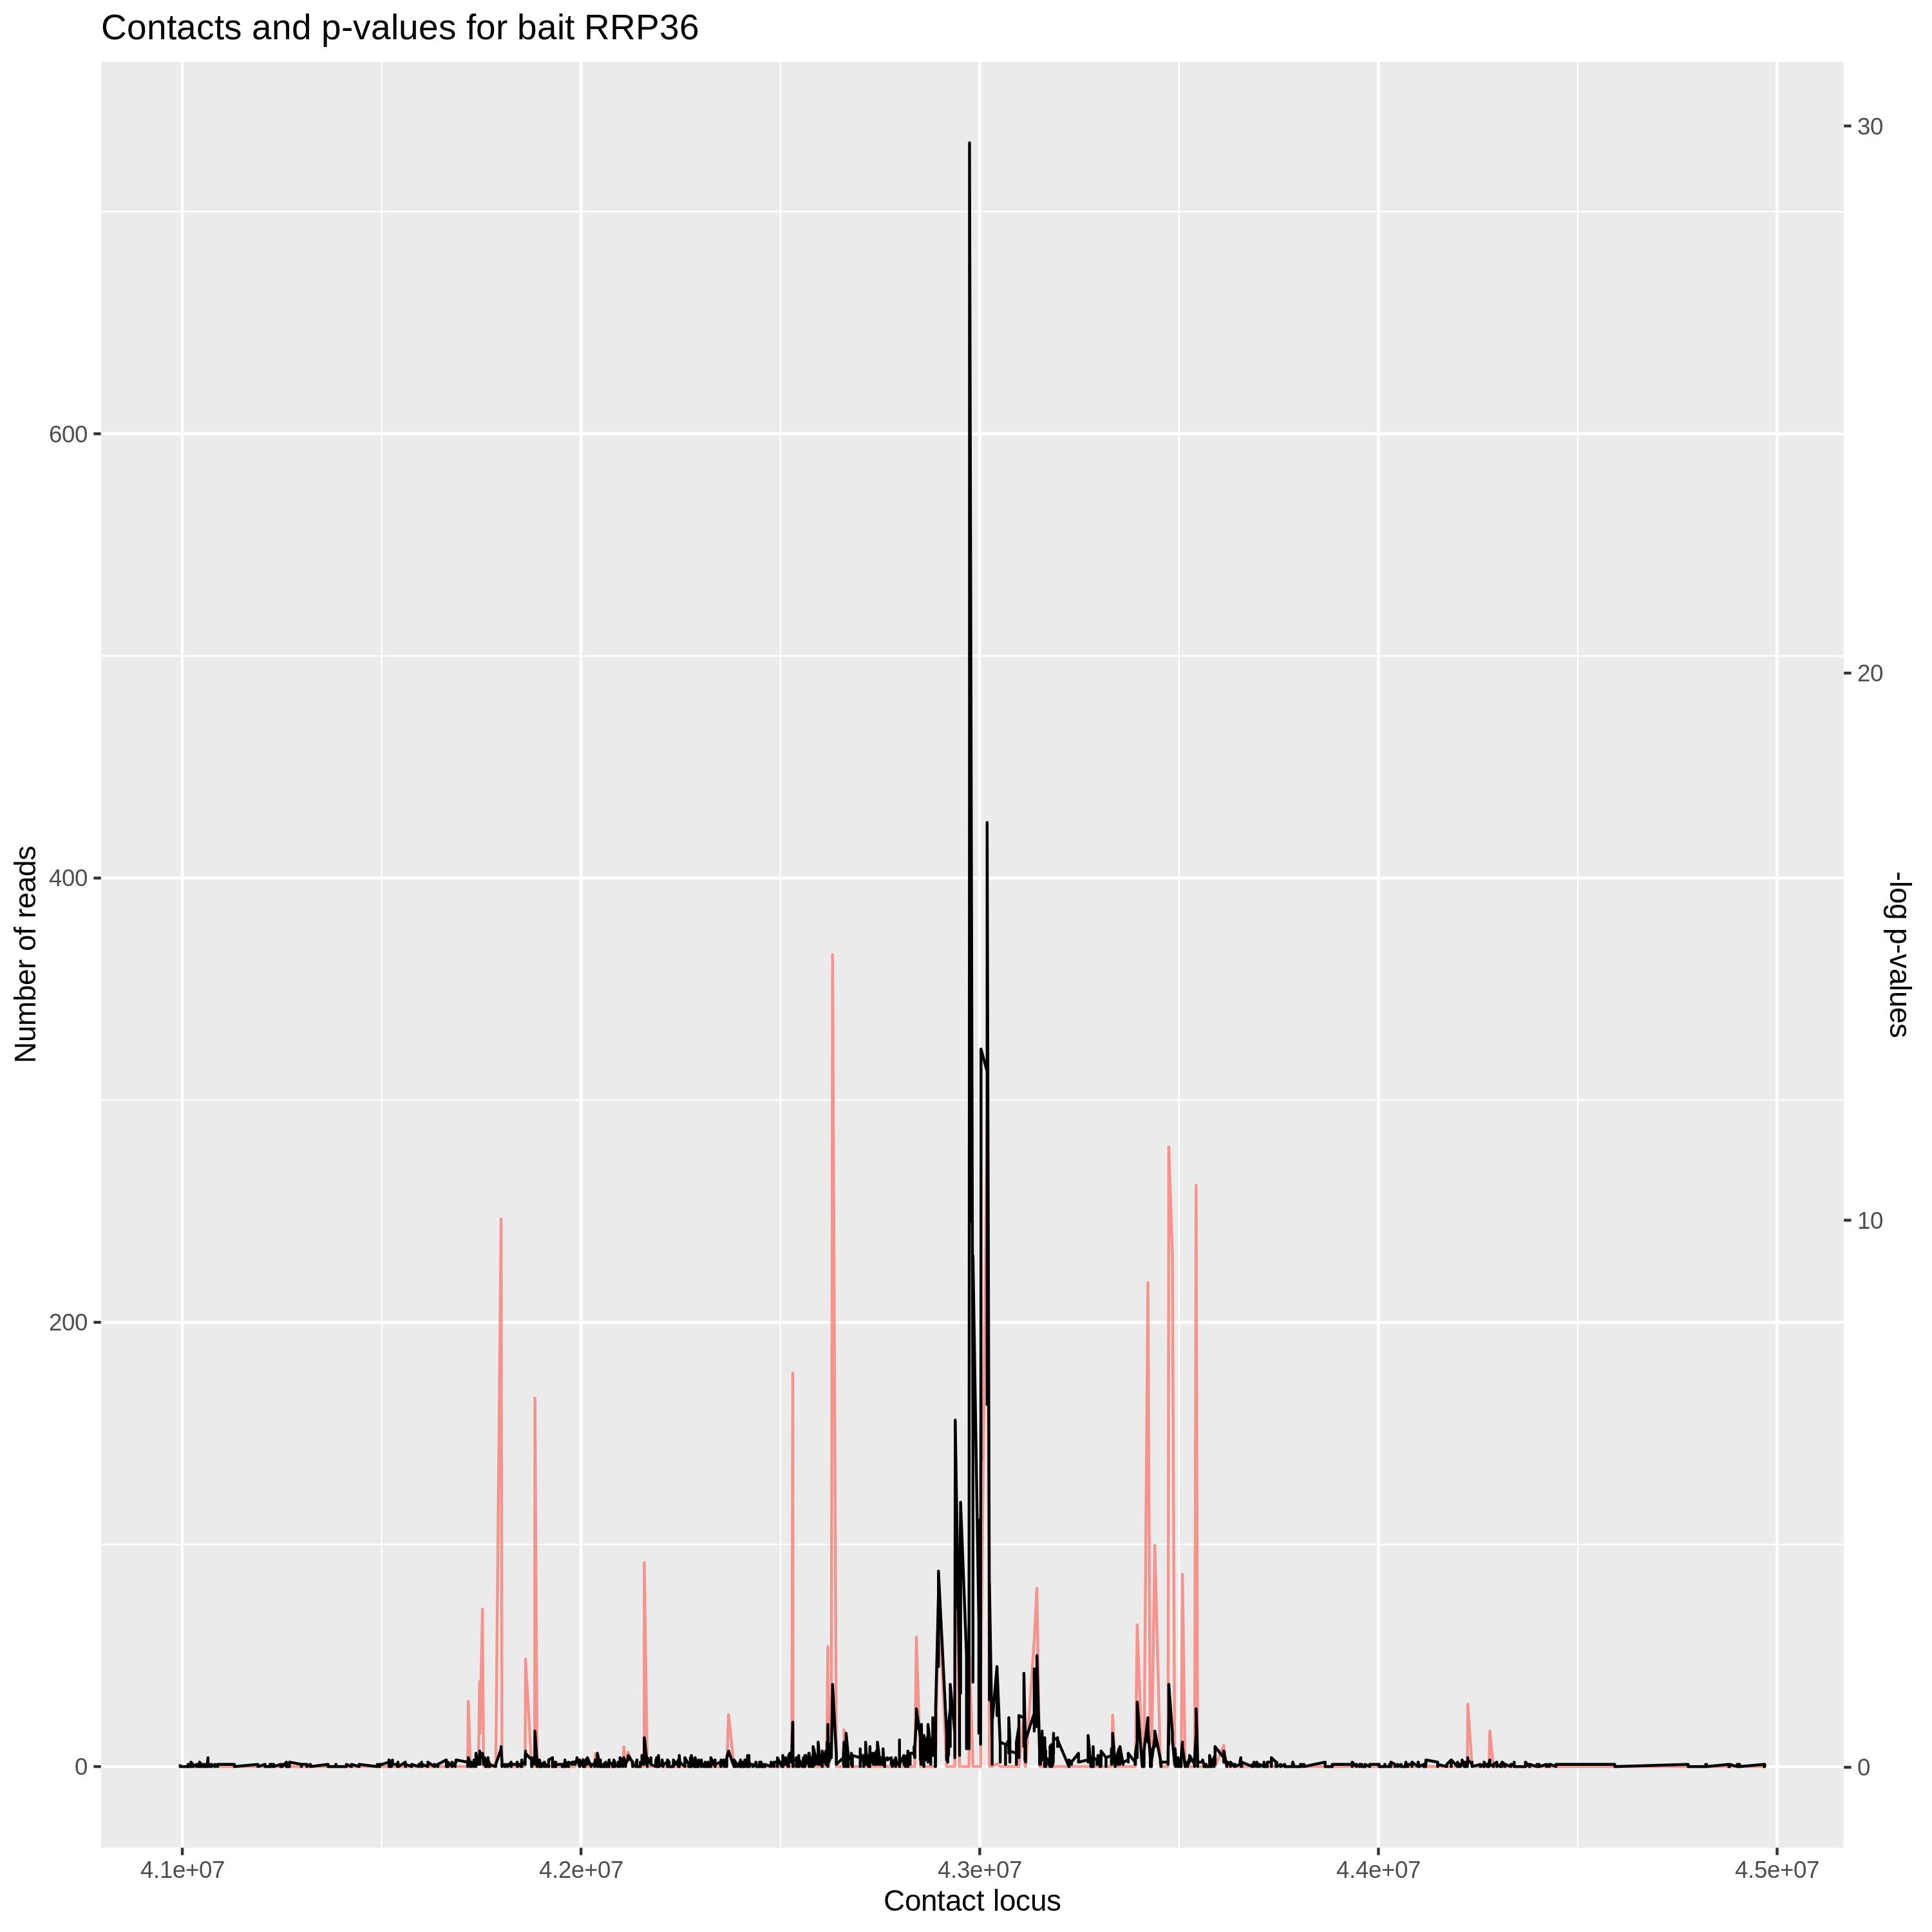 Contacts and p-values for bait RRP36
30
600
20
400
Number of reads
-log p-values
10
200
0
0
4.1e+07
4.2e+07
4.3e+07
4.4e+07
4.5e+07
Contact locus